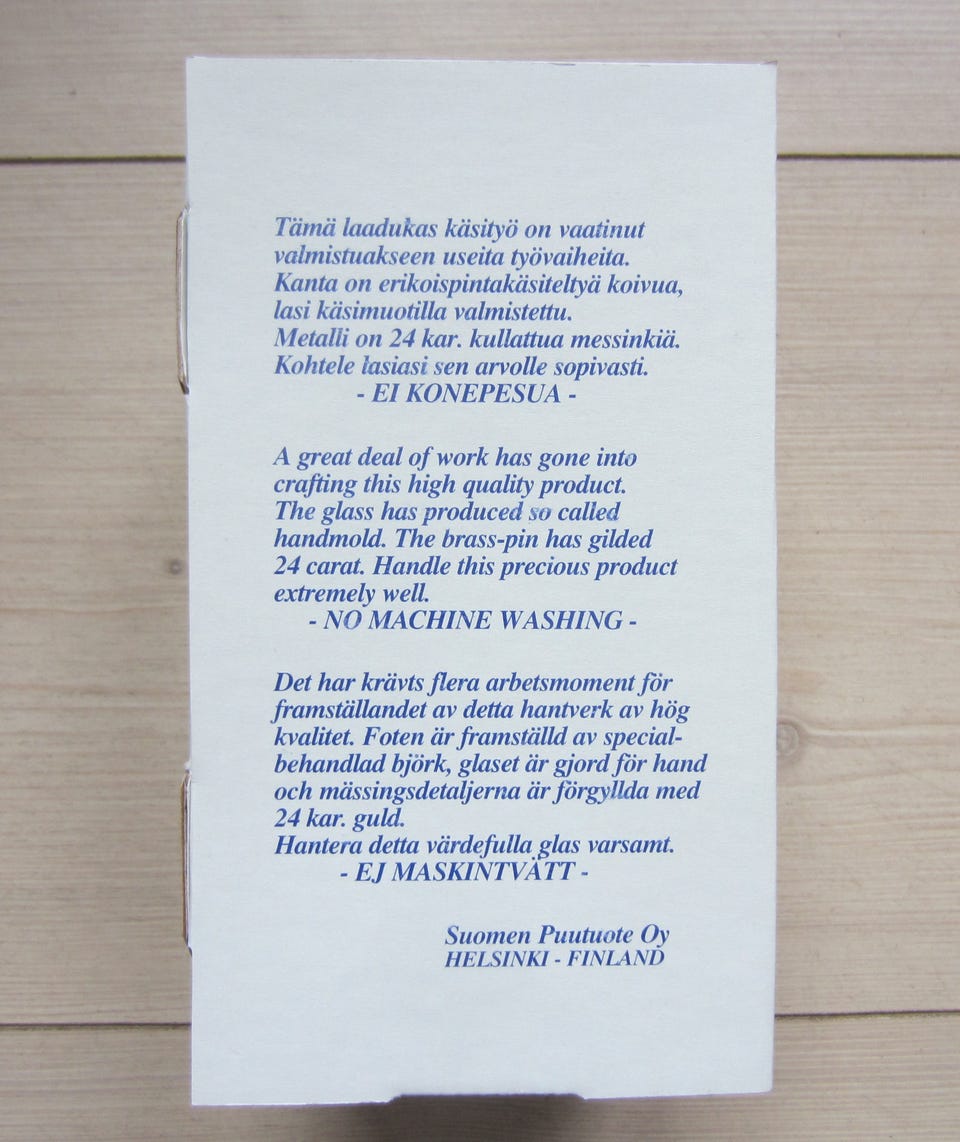 Tämä laadukas käsityö on vaatinut
valmistuakseen useita työvaiheita.
Kanta on erikoispintakäsiteltyä koivua,
lasi käsimuotilla valmistettu.
Metalli on 24 kar. kullattua messinkiä.
Kohtele lasiasi sen arvolle sopivasti.
- EI KONEPESUA -
A great deal of work has gone into
crafting this high quality product.
The glass has produced so called
handmold. The brass-pin has gilded
24 carat. Handle this precious product
extremely well.
- NO MACHINE WASHING -
Det har krävts flera arbetsmoment för
framställandet av detta hantverk av hög
kvalitet. Foten är framställd av special-
behandlad björk, glaset är gjord för hand
och mässingsdetaljerna är förgyllda med
24 kar. guld.
Hantera detta värdefulla glas varsamt.
- EJ MASKINTVÄTT -
Suomen Puutuote Oy
HELSINKI - FINLAND